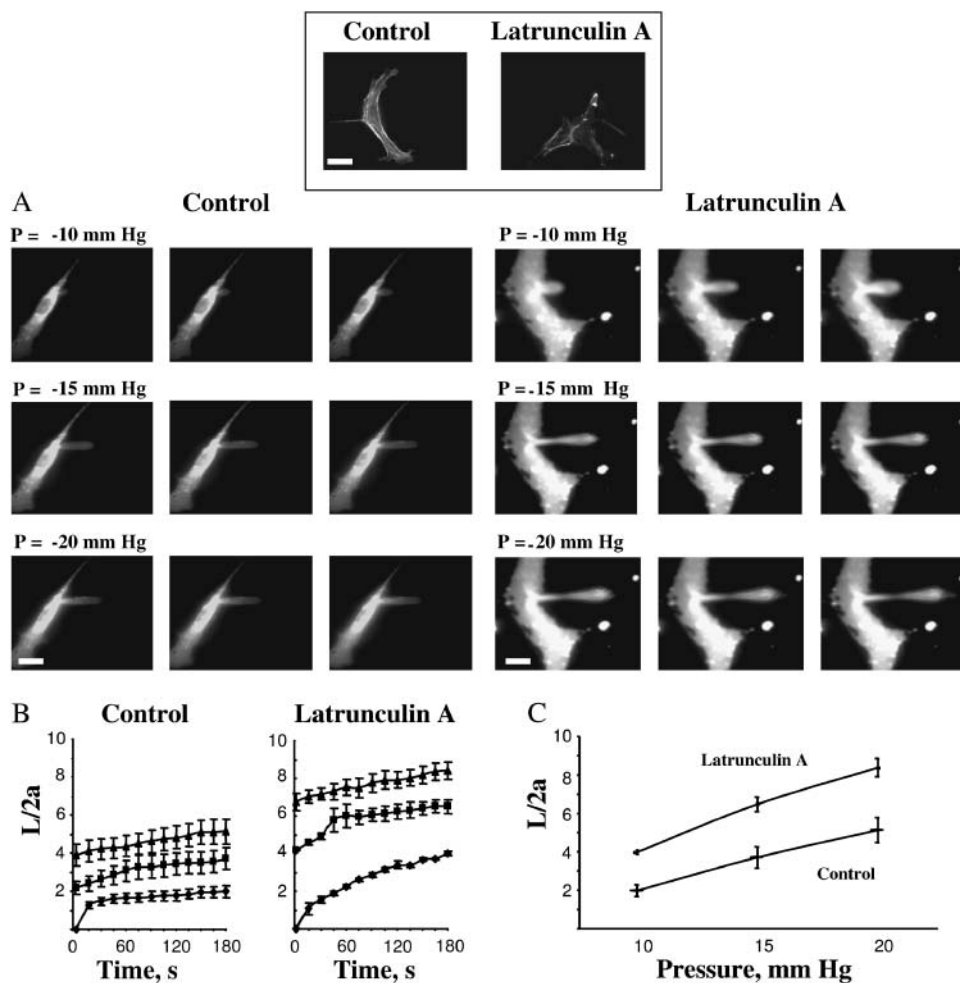 Control Latrunculin A
A Control Latrunculin A
P = -10 mm Hg P = -10 mm Hg
P = -15 mm Hg P = -15 mm Hg
P = -20 mm Hg P = -20 mm Hg
B Control Latrunculin A C
L/2a
10
8
6
4
2
0 60 120 180
Time, s
10
8
6
4
2
0 60 120 180
Time, s
L/2a
10
8
6
4
2
Latrunculin A
Control
10 15 20
Pressure, mm Hg